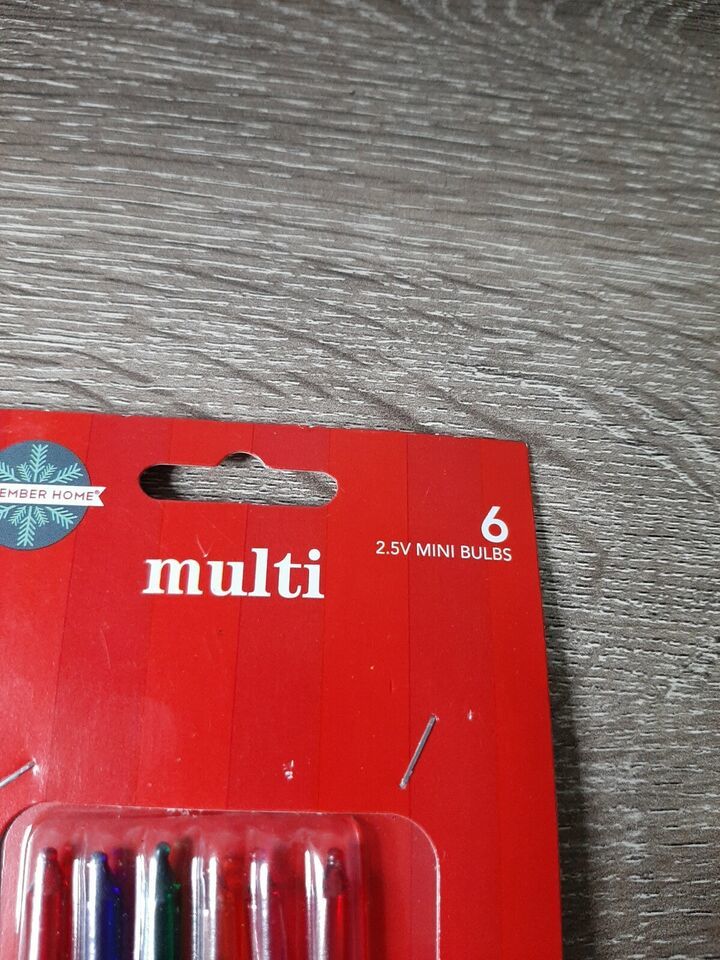 EMBER HOME®
multi
6
2.5V MINI BULBS